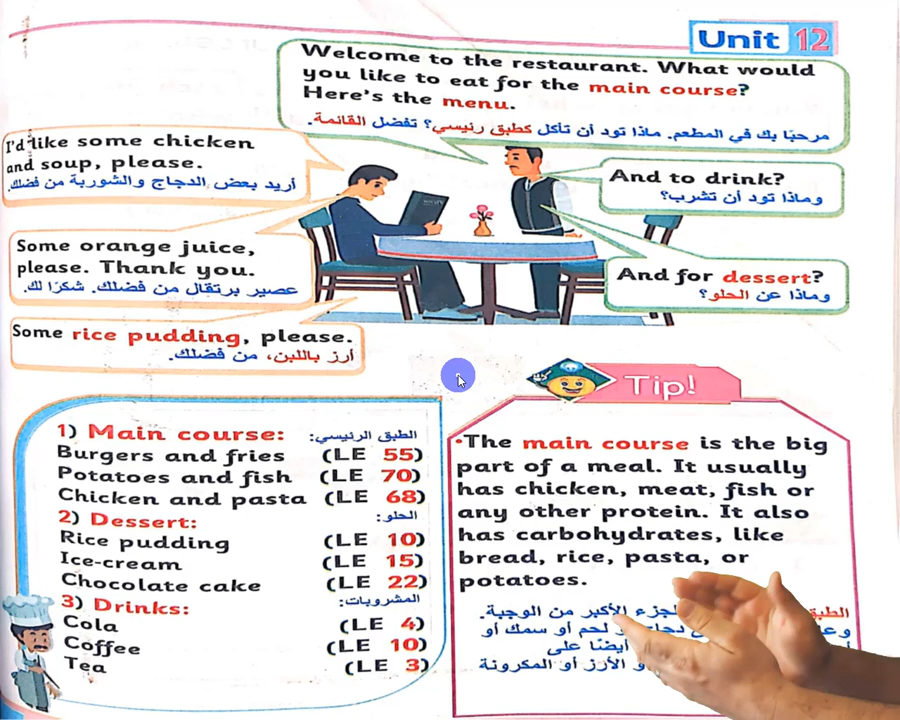 Unit 12
Welcome to the restaurant. What would
you like to eat for the main course?
Here's the menu.
مرحبًا بك في المطعم. ماذا تود أن تأكل كطبق رئيسي؟ تفضل القائمة.
I'd like some chicken
and soup, please.
أريد بعض الدجاج والشوربة من فضلك.
And to drink?
وماذا تود أن تشرب؟
Some orange juice,
please. Thank you.
عصير برتقال من فضلك. شكرًا لك.
And for dessert?
وماذا عن الحلو؟
Some rice pudding, please.
أرز باللبن، من فضلك.
1) Main course: الطبق الرئيسي:
Burgers and fries (LE 55)
Potatoes and fish (LE 70)
Chicken and pasta (LE 68)
2) Dessert: الحلو:
Rice pudding (LE 10)
Ice-cream (LE 15)
Chocolate cake (LE 22)
3) Drinks: المشروبات:
Cola (LE 4)
Coffee (LE 10)
Tea (LE 3)
Tip!
•The main course is the big
part of a meal. It usually
has chicken, meat, fish or
any other protein. It also
has carbohydrates, like
bread, rice, pasta, or
potatoes.
الجزء الأكبر من الوجبة.
لحم أو سمك أو
أيضًا على
الأرز أو المكرونة